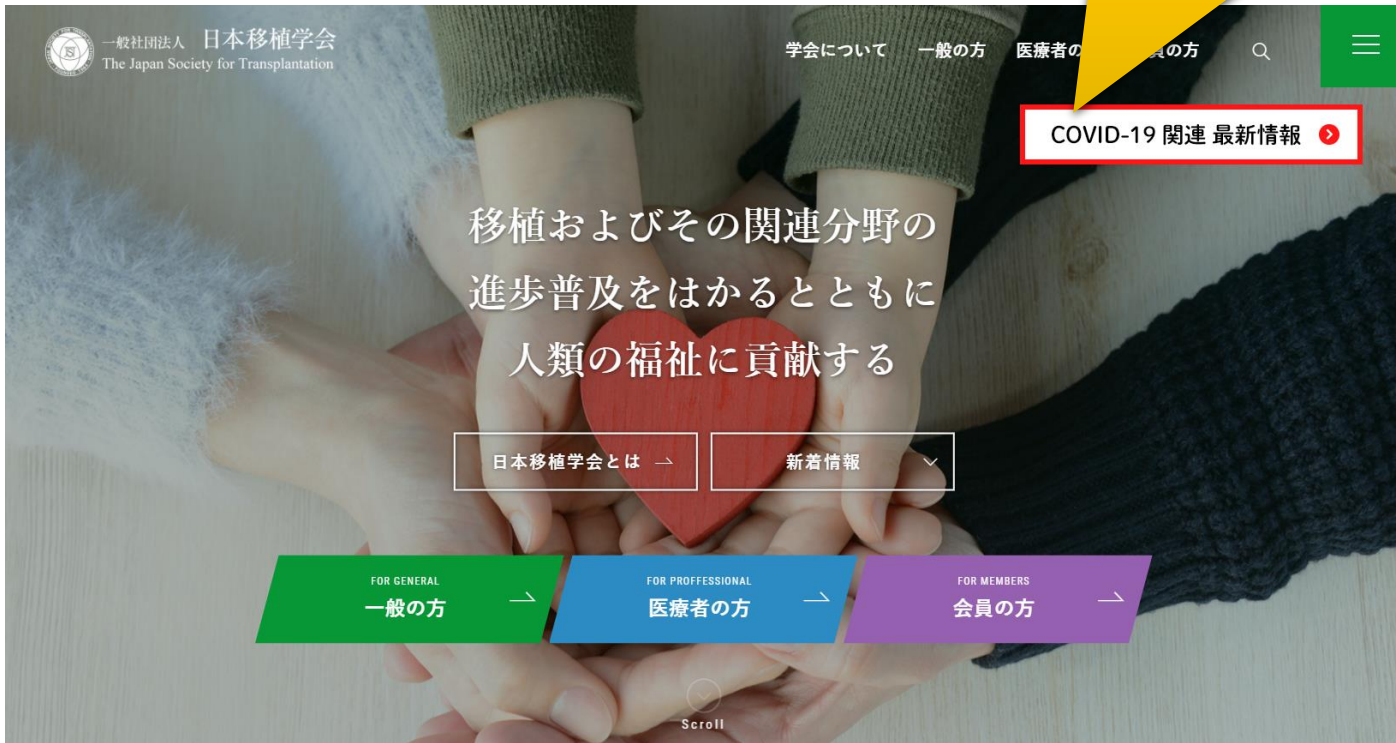 一般社団法人 日本移植学会
The Japan Society for Transplantation
学会について 一般の方 医療者の 員の方
COVID-19 関連 最新情報
移植およびその関連分野の
進歩普及をはかるとともに
人類の福祉に貢献する
日本移植学会とは
新着情報
FOR GENERAL
一般の方
FOR PROFFESSIONAL
医療者の方
FOR MEMBERS
会員の方
Scroll